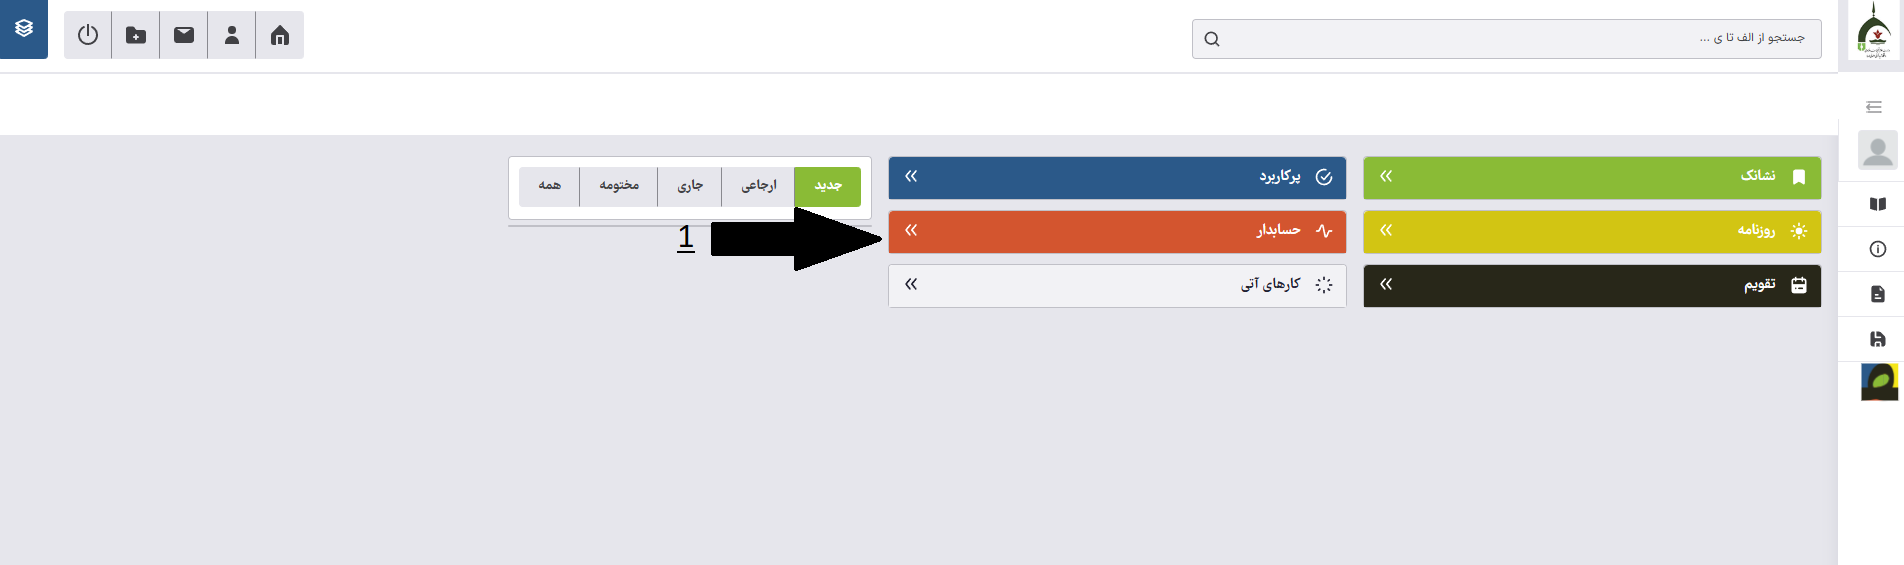 جستجو از الف تا ی ...
نشانک
پرکاربرد
جدید
ارجاعی
جاری
مختومه
همه
روزنامه
حسابدار
1
تقویم
کارهای آتی